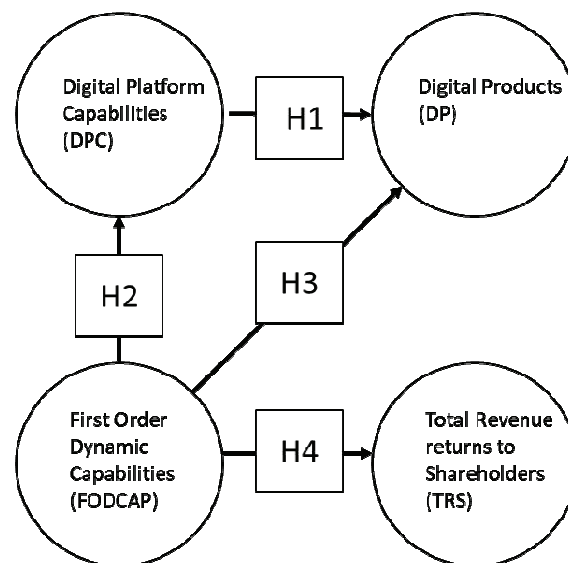 Digital Platform
Capabilities
(DPC)
H1
Digital Products
(DP)
H2
H3
First Order
Dynamic
Capabilities
(FODCAP)
H4
Total Revenue
returns to
Shareholders
(TRS)